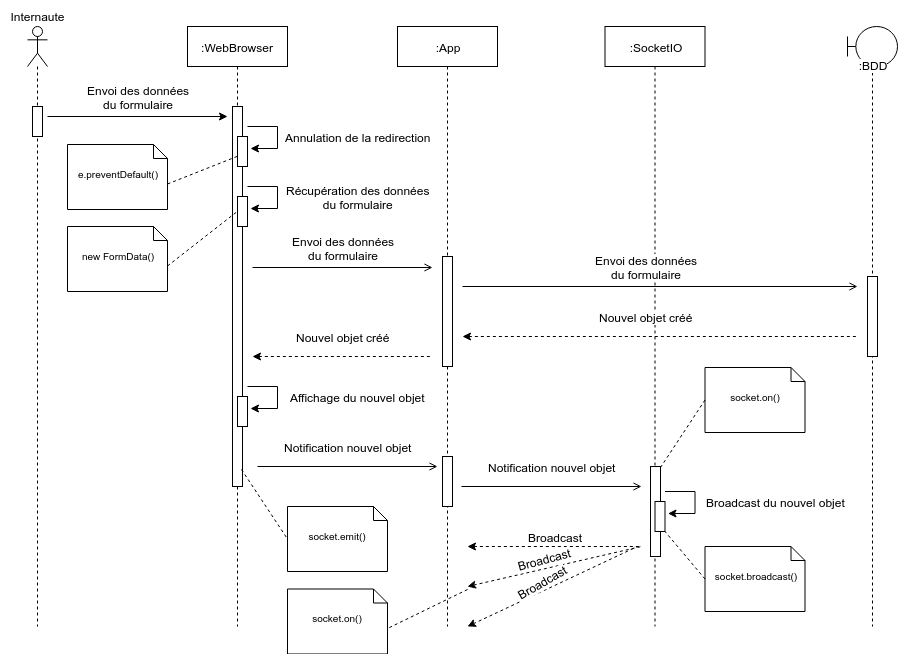 Internaute
:WebBrowser
:App
:SocketIO
:BDD
Envoi des données
du formulaire
Annulation de la redirection
e.preventDefault()
Récupération des données
du formulaire
new FormData()
Envoi des données
du formulaire
Envoi des données
du formulaire
Nouvel objet créé
Nouvel objet créé
Affichage du nouvel objet
socket.on()
Notification nouvel objet
Notification nouvel objet
Broadcast du nouvel objet
socket.emit()
Broadcast
Broadcast
Broadcast
socket.broadcast()
socket.on()